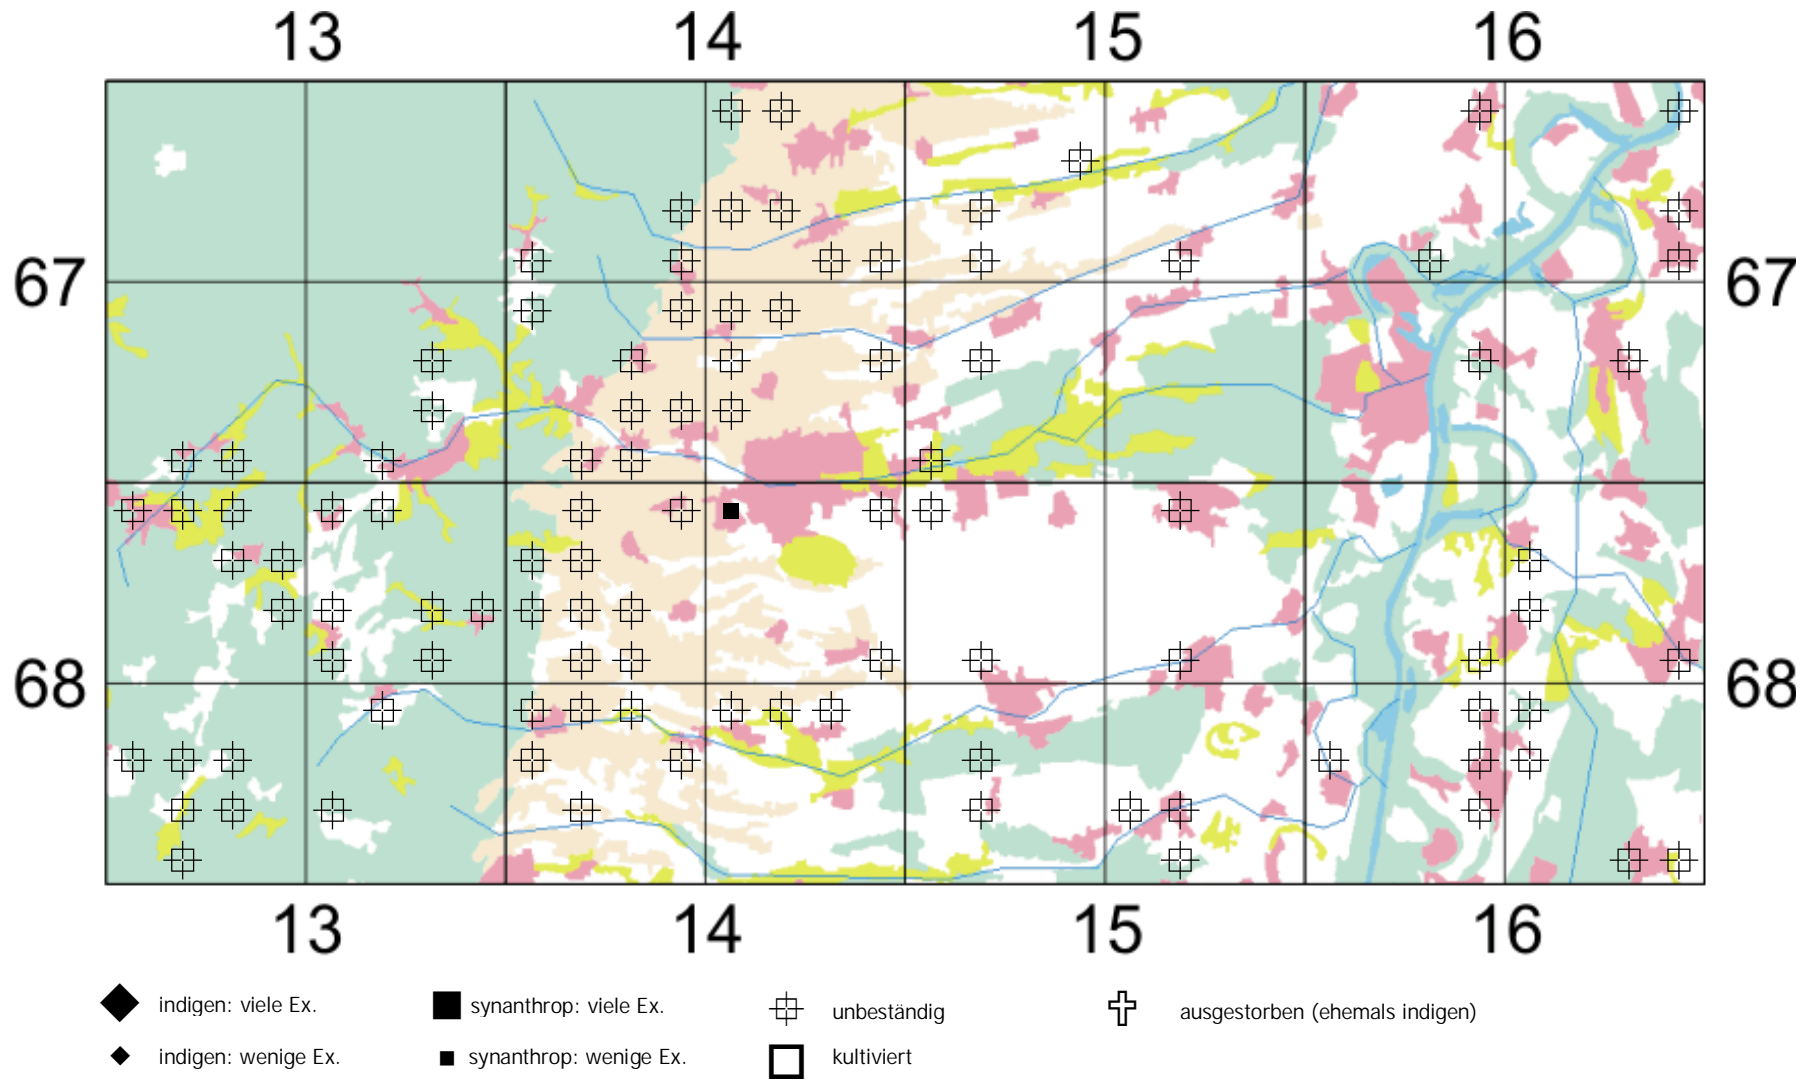 13 14 15 16
67 67
68 68
13 14 15 16
indigen: viele Ex. synanthrop: viele Ex. unbeständig ausgestorben (ehemals indigen)
indigen: wenige Ex. synanthrop: wenige Ex. kultiviert